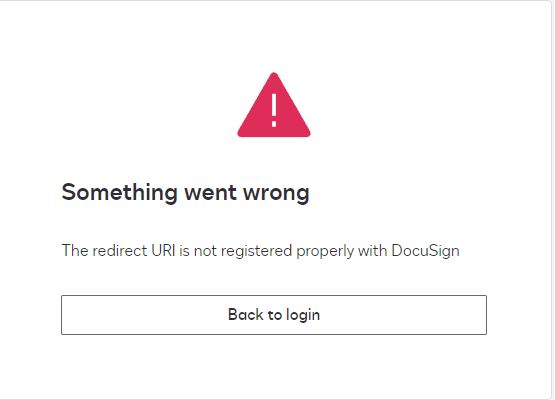 Something went wrong
The redirect URI is not registered properly with DocuSign
Back to login